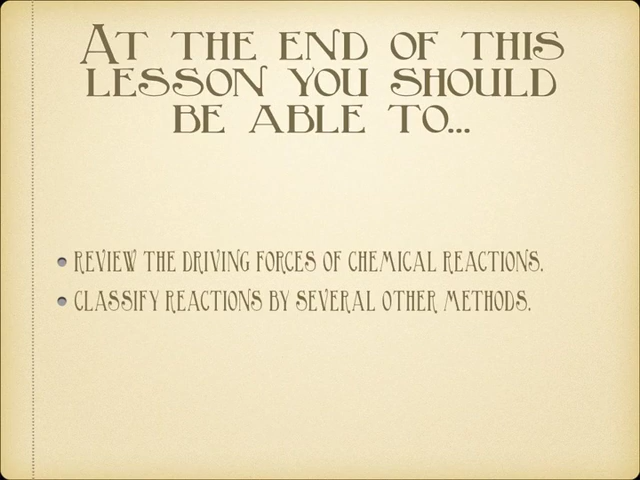 At the end of this
lesson you should
be able to...
• Review the driving forces of chemical reactions.
• Classify reactions by several other methods.